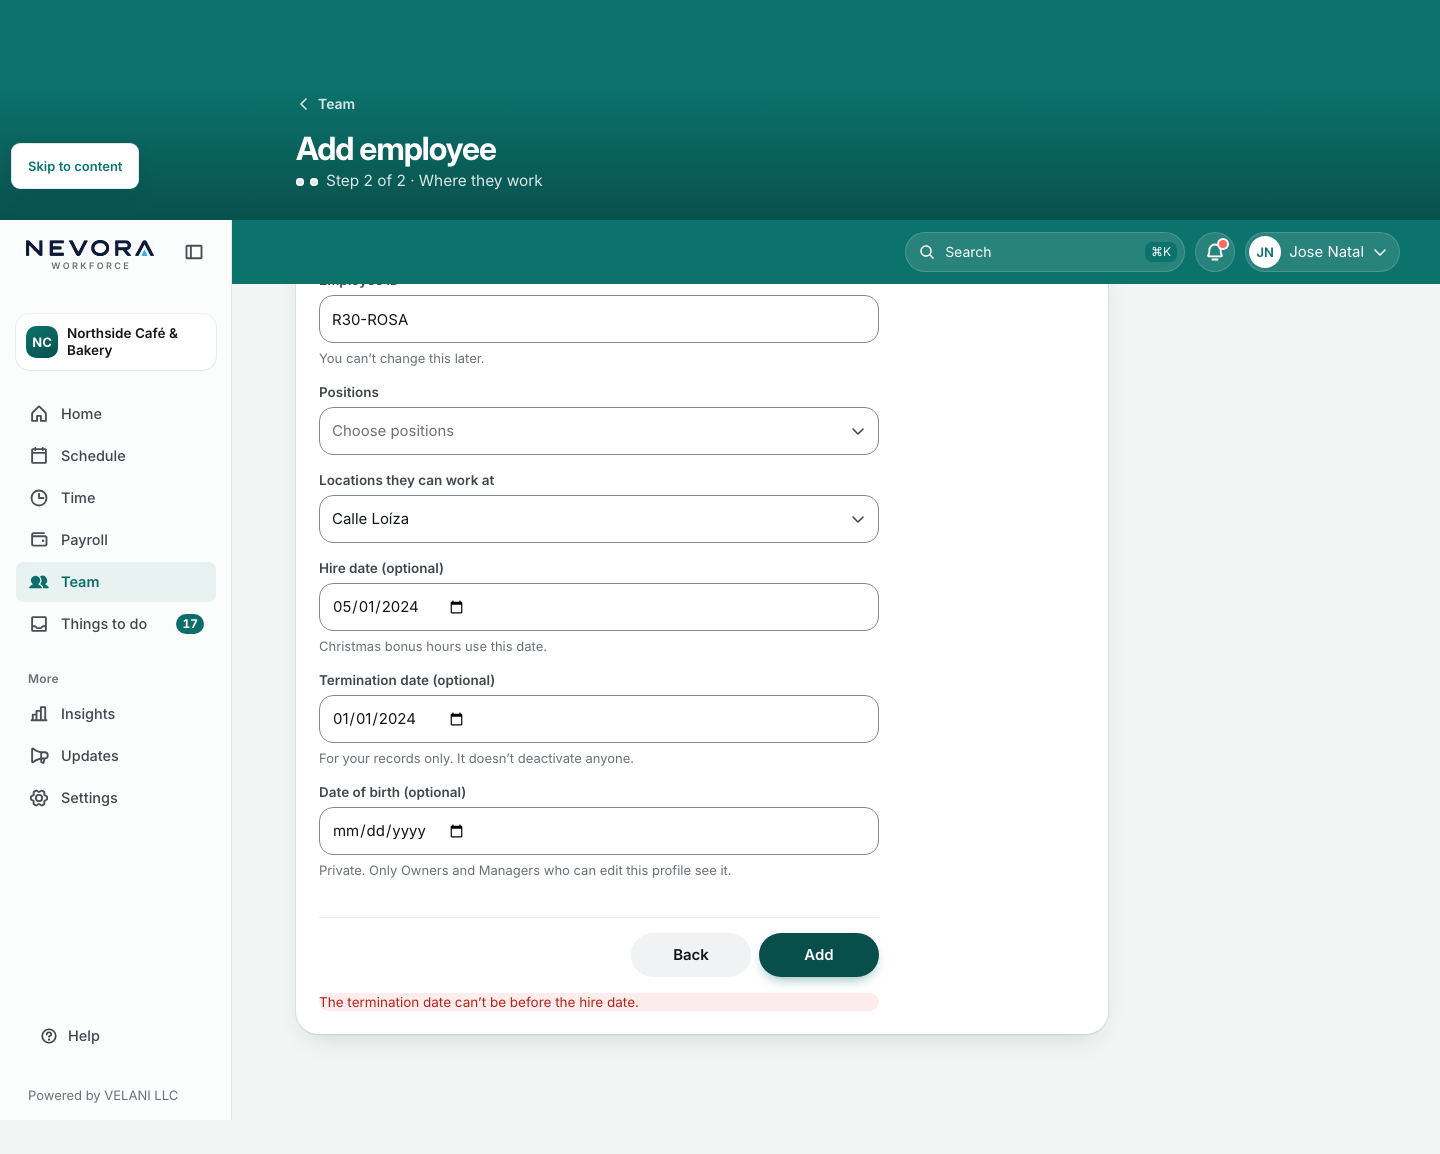 Team
Add employee
Step 2 of 2 · Where they work
Skip to content
NEVORA
WORKFORCE
Search
⌘K
JN
Jose Natal
NC
Northside Café &
Bakery
Home
Schedule
Time
Payroll
Team
Things to do
17
More
Insights
Updates
Settings
Help
Powered by VELANI LLC
R30-ROSA
You can’t change this later.
Positions
Choose positions
Locations they can work at
Calle Loíza
Hire date (optional)
05/01/2024
Christmas bonus hours use this date.
Termination date (optional)
01/01/2024
For your records only. It doesn’t deactivate anyone.
Date of birth (optional)
mm/dd/yyyy
Private. Only Owners and Managers who can edit this profile see it.
Back
Add
The termination date can’t be before the hire date.